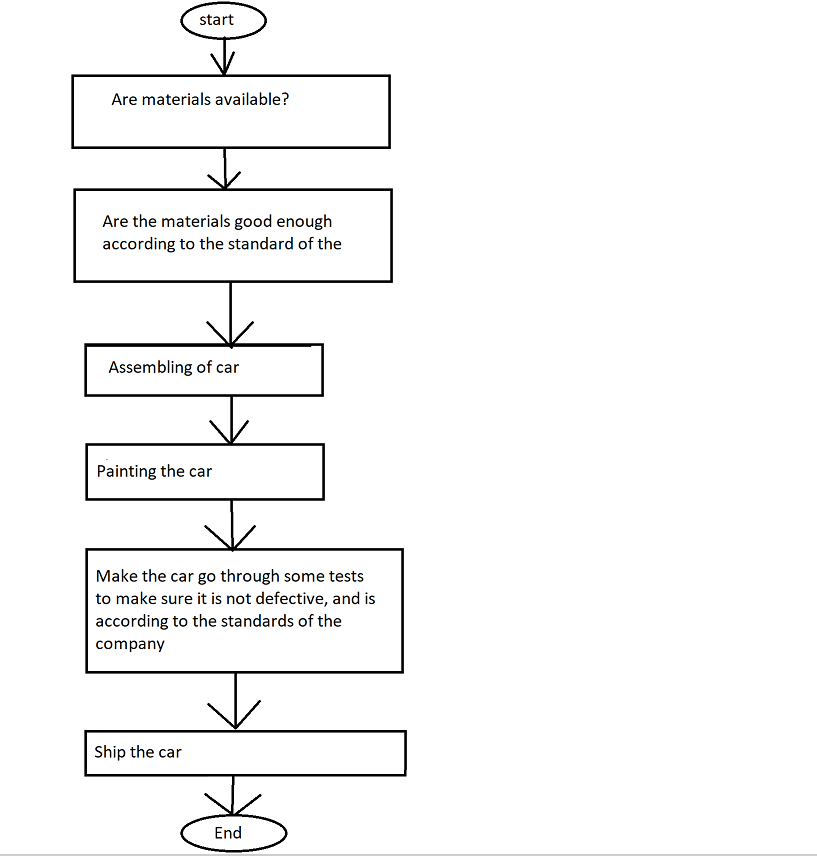 start
Are materials available?
Are the materials good enough
according to the standard of the
Assembling of car
Painting the car
Make the car go through some tests
to make sure it is not defective, and is
according to the standards of the
company
Ship the car
End